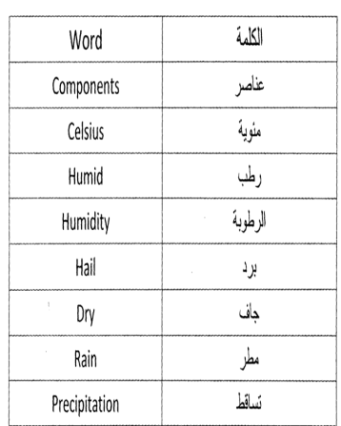 Word الكلمة
Components عناصر
Celsius مئوية
Humid رطب
Humidity الرطوبة
Hail برد
Dry جاف
Rain مطر
Precipitation تساقط